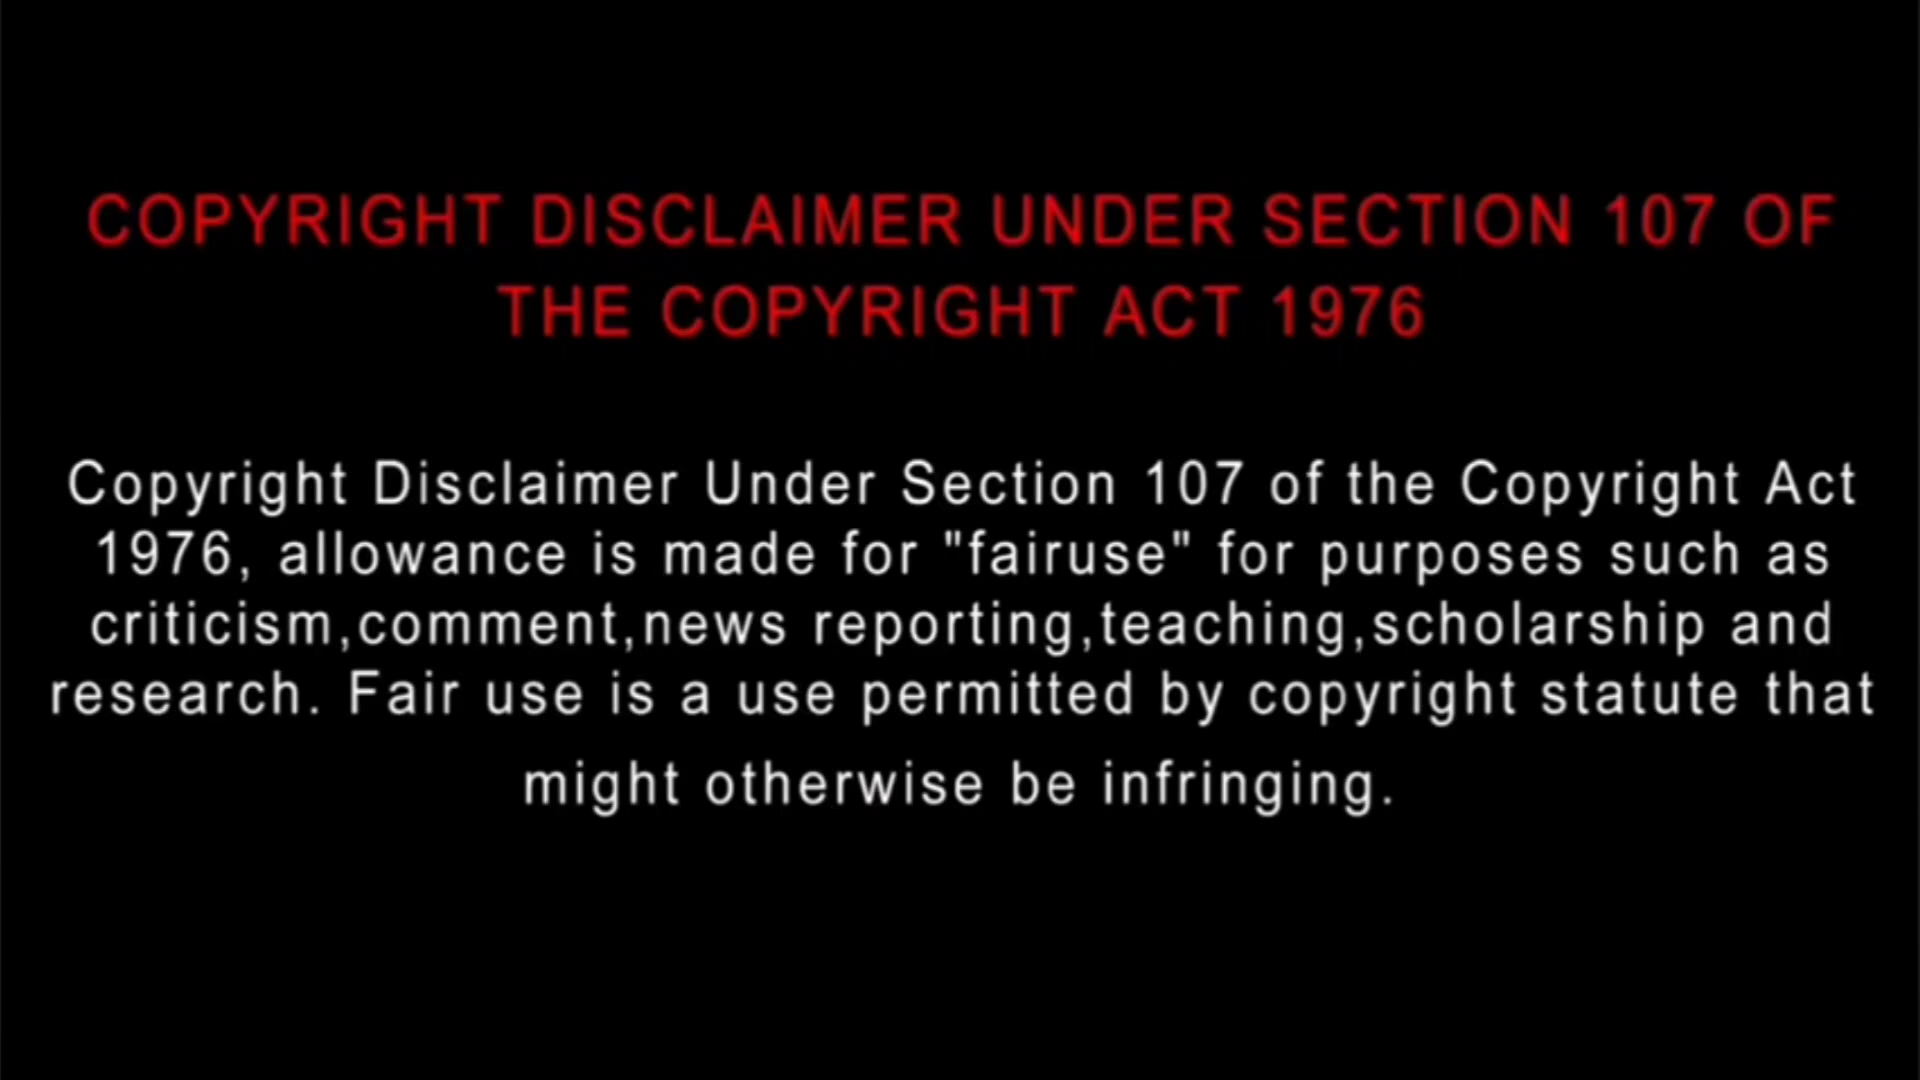 COPYRIGHT DISCLAIMER UNDER SECTION 107 OF
THE COPYRIGHT ACT 1976
Copyright Disclaimer Under Section 107 of the Copyright Act
1976, allowance is made for "fairuse" for purposes such as
criticism,comment,news reporting,teaching,scholarship and
research. Fair use is a use permitted by copyright statute that
might otherwise be infringing.